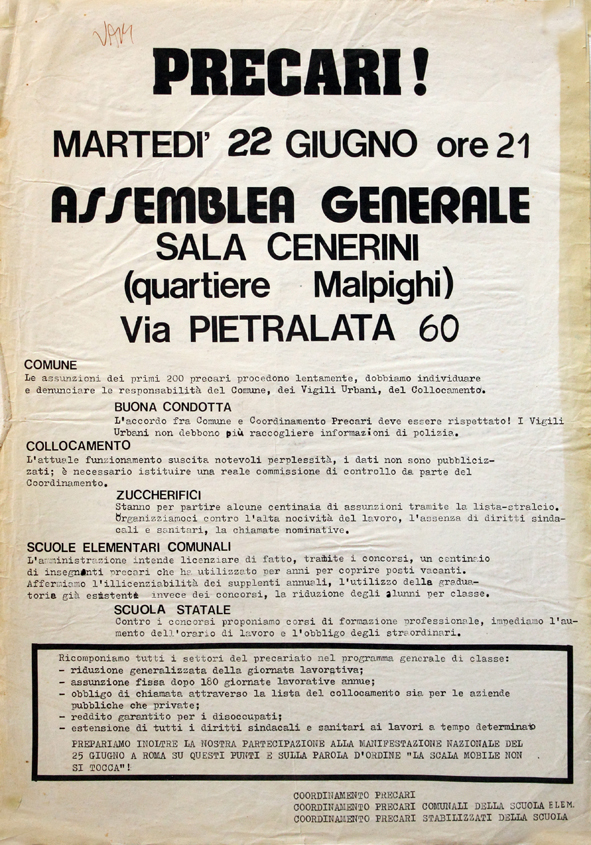 VAM
PRECARI!
MARTEDI' 22 GIUGNO ore 21
ASSEMBLEA GENERALE
SALA CENERINI
(quartiere Malpighi)
Via PIETRALATA 60
COMUNE
Le assunzioni dei primi 200 precari procedono lentamente, dobbiamo individuare
e denunciare le responsabilità del Comune, dei Vigili Urbani, del Collocamento.
BUONA CONDOTTA
L'accordo fra Comune e Coordinamento Precari deve essere rispettato! I Vigili
Urbani non debbono più raccogliere informazioni di polizia.
COLLOCAMENTO
L'attuale funzionamento suscita notevoli perplessità, i dati non sono pubbliciz-
zati; è necessario istituire una reale commissione di controllo da parte del
Coordinamento.
ZUCCHERIFICI
Stanno per partire alcune centinaia di assunzioni tramite la lista-stralcio.
Organizziamoci contro l'alta nocività del lavoro, l'assenza di diritti sinda-
cali e sanitari, la chiamate nominative.
SCUOLE ELEMENTARI COMUNALI
L'amministrazione intende licenziare di fatto, tramite i concorsi, un centinaio
di insegnanti precari che ha utilizzato per anni per coprire posti vacanti.
Affermiamo l'illicenziabilità dei supplenti annuali, l'utilizzo della gradua-
toria già esistente invece dei concorsi, la riduzione degli alunni per classe.
SCUOLA STATALE
Contro i concorsi proponiamo corsi di formazione professionale, impediamo l'au-
mento dell'orario di lavoro e l'obbligo degli straordinari.
Ricomponiamo tutti i settori del precariato nel programma generale di classe:
- riduzione generalizzata della giornata lavorativa;
- assunzione fissa dopo 180 giornate lavorative annue;
- obbligo di chiamata attraverso la lista del collocamento sia per le aziende
pubbliche che private;
- reddito garantito per i disoccupati;
- estensione di tutti i diritti sindacali e sanitari ai lavori a tempo determinato
PREPARIAMO INOLTRE LA NOSTRA PARTECIPAZIONE ALLA MANIFESTAZIONE NAZIONALE DEL
25 GIUGNO A ROMA SU QUESTI PUNTI E SULLA PAROLA D'ORDINE "LA SCALA MOBILE NON
SI TOCCA"!
COORDINAMENTO PRECARI
COORDINAMENTO PRECARI COMUNALI DELLA SCUOLA ELEM.
COORDINAMENTO PRECARI STABILIZZATI DELLA SCUOLA